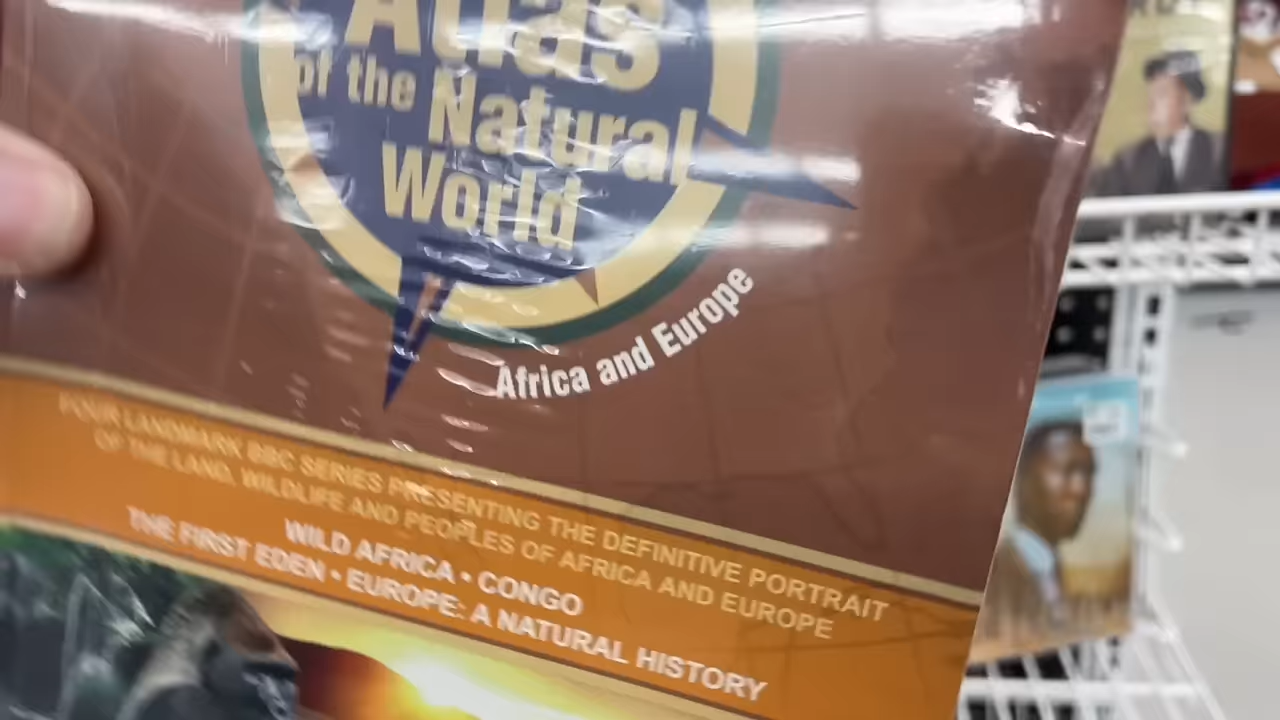 Atlas
of the Natural
World
Africa and Europe
FOUR LANDMARK BBC SERIES PRESENTING THE DEFINITIVE PORTRAIT
OF THE LAND, WILDLIFE AND PEOPLES OF AFRICA AND EUROPE
WILD AFRICA • CONGO
THE FIRST EDEN • EUROPE: A NATURAL HISTORY